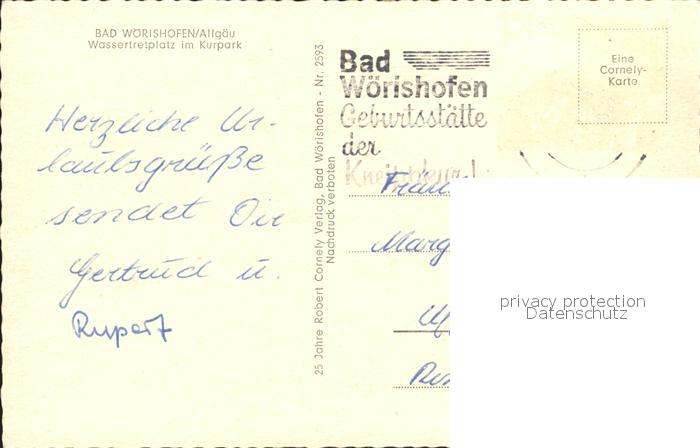 BAD WÖRISHOFEN/Allgäu
Wassertretplatz im Kurpark
Herzliche Ur-
laubsgrüße
sendet Dir
Gertrud u.
Rupert
25 Jahre Robert Cornely Verlag, Bad Wörishofen - Nr. 2593
Nachdruck verboten
Bad
Wörishofen
Geburtsstätte
der
Kneippkur!
Eine
Cornely-
Karte
privacy protection
Datenschutz